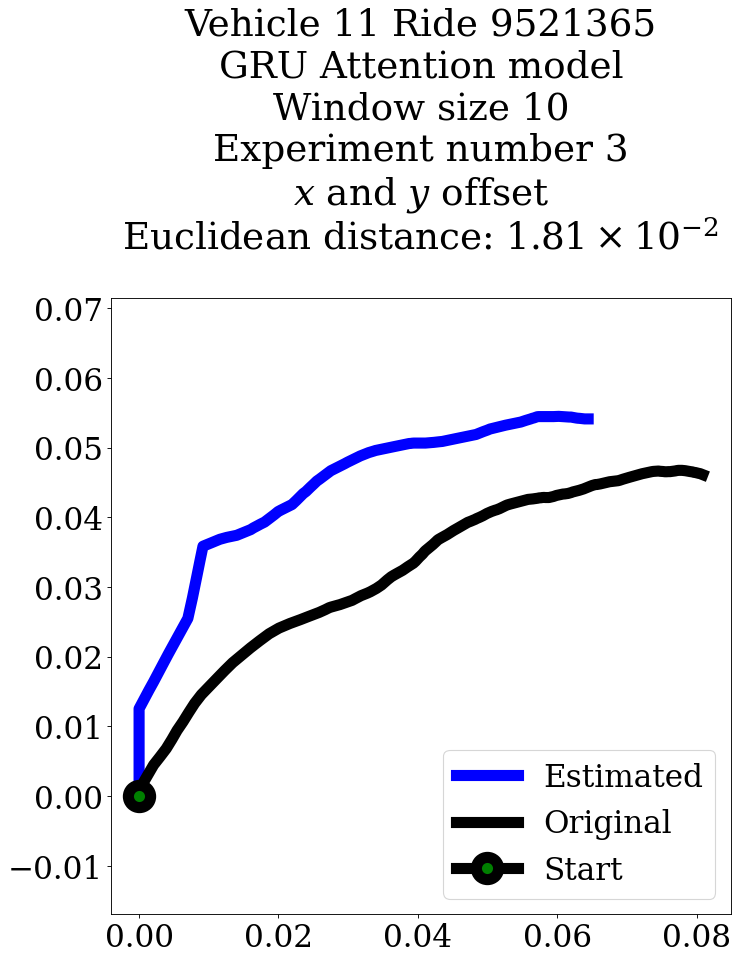 Vehicle 11 Ride 9521365
GRU Attention model
Window size 10
Experiment number 3
x and y offset
Euclidean distance: 1.81 × 10⁻²
0.07
0.06
0.05
0.04
0.03
0.02
0.01
0.00
−0.01
Estimated
Original
Start
0.00 0.02 0.04 0.06 0.08